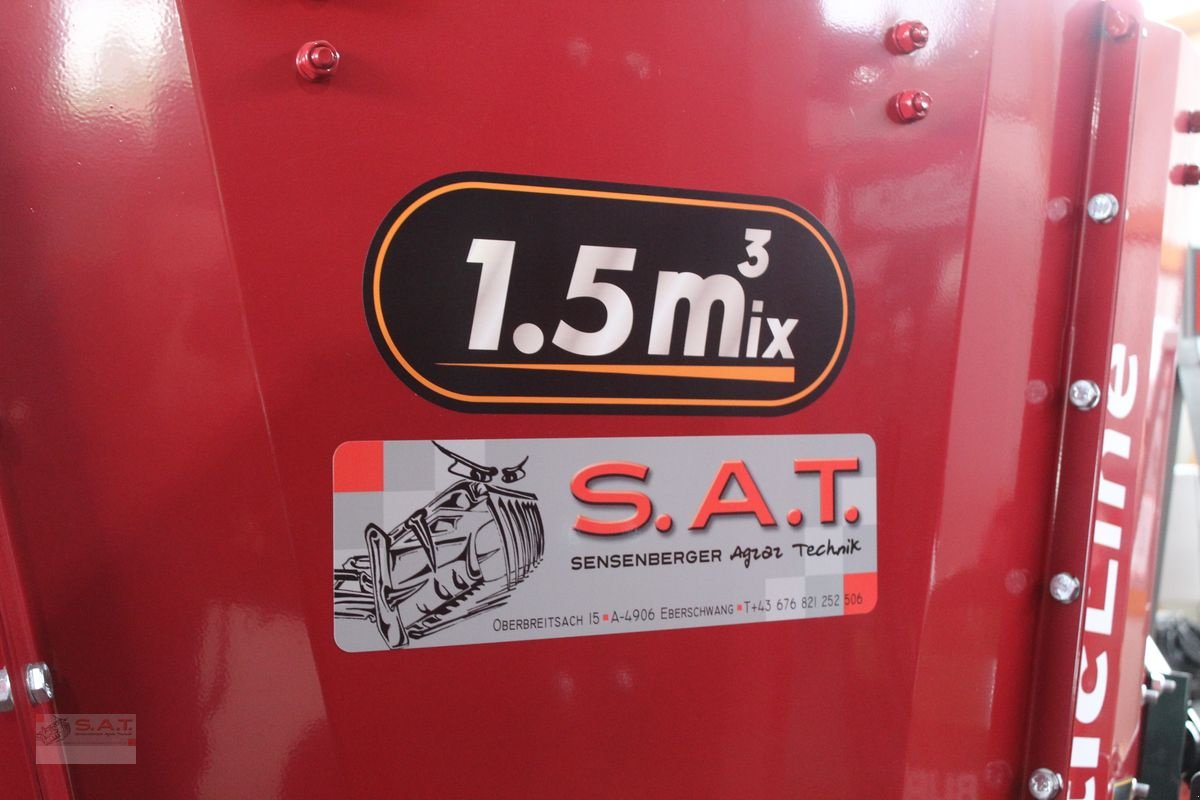 1.5m³ix
S.A.T.
SENSENBERGER Agrar Technik
OBERBREITSACH 15 ▪ A-4906 EBERSCHWANG ▪ T+43 676 821 252 506
S.A.T.